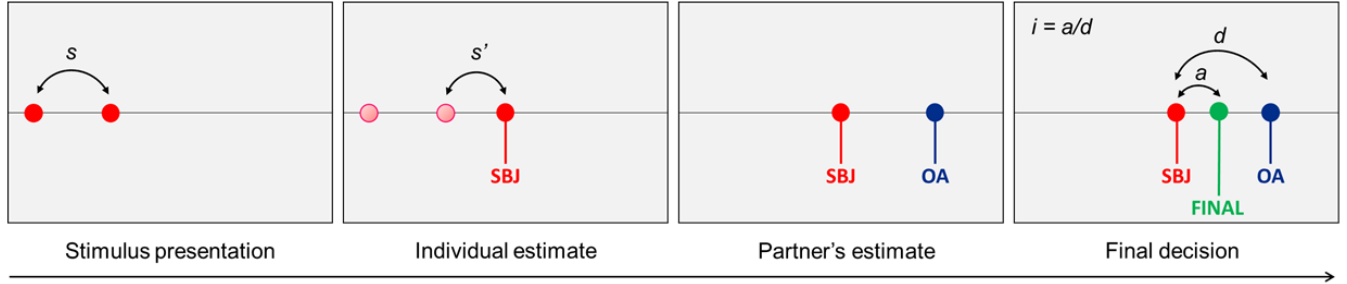 s
s’
SBJ
SBJ
OA
i = a/d
d
a
SBJ
OA
FINAL
Stimulus presentation
Individual estimate
Partner’s estimate
Final decision